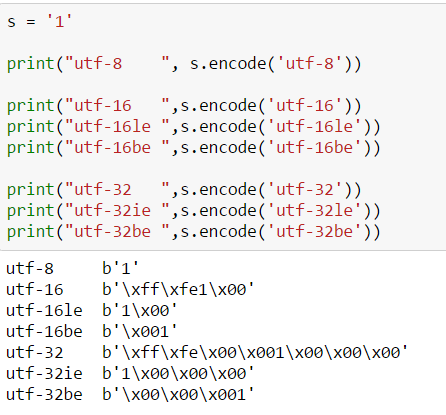 s = '1'
print("utf-8    ", s.encode('utf-8'))
print("utf-16   ",s.encode('utf-16'))
print("utf-16le ",s.encode('utf-16le'))
print("utf-16be ",s.encode('utf-16be'))
print("utf-32   ",s.encode('utf-32'))
print("utf-32ie ",s.encode('utf-32le'))
print("utf-32be ",s.encode('utf-32be'))
utf-8     b'1'
utf-16    b'\xff\xfe1\x00'
utf-16le  b'1\x00'
utf-16be  b'\x001'
utf-32    b'\xff\xfe\x00\x001\x00\x00\x00'
utf-32ie  b'1\x00\x00\x00'
utf-32be  b'\x00\x00\x001'